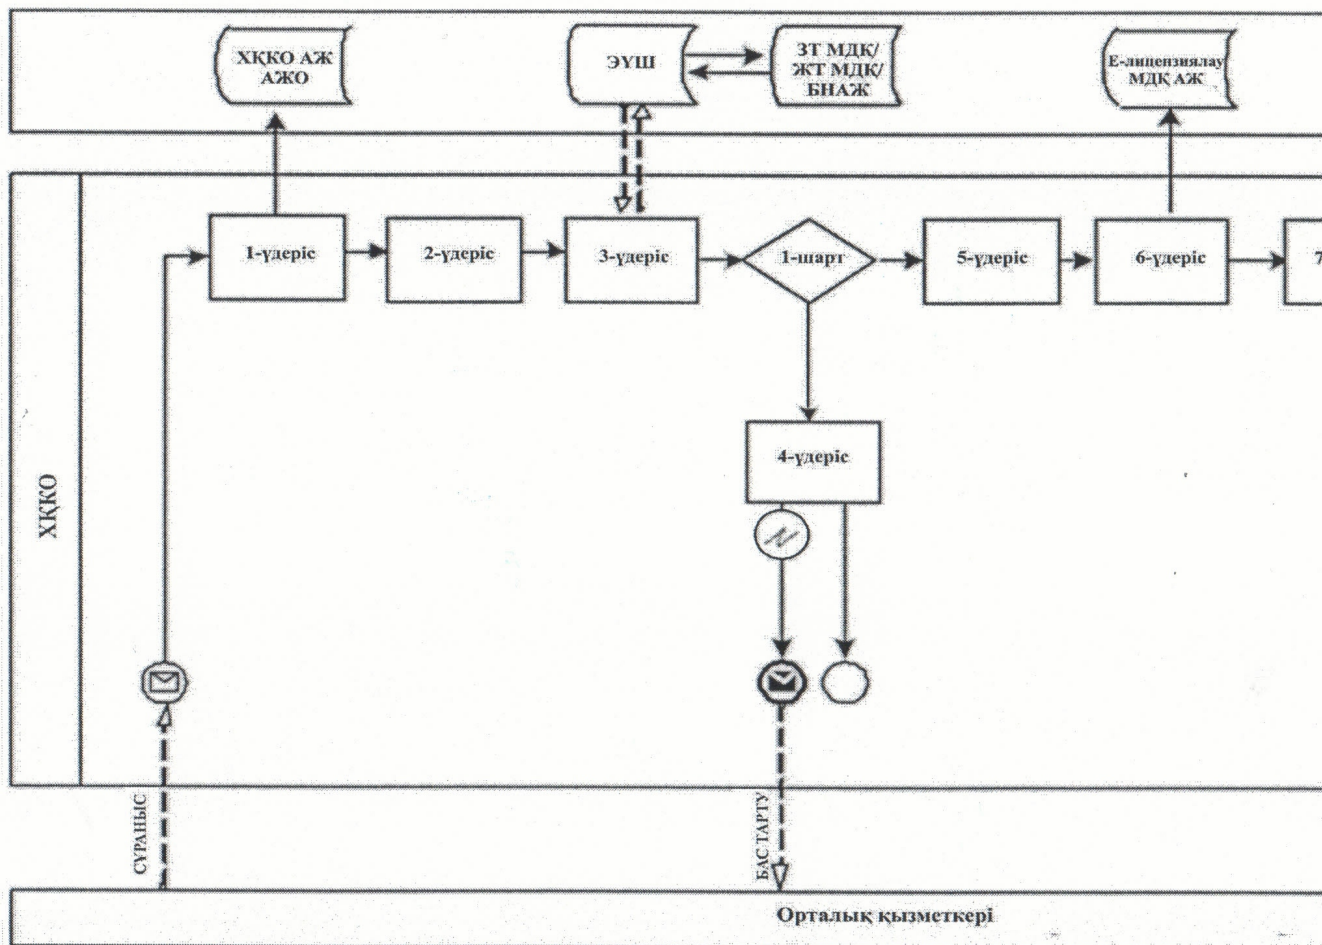 ХҚКО АЖ
АЖО
ЭҮШ
ЗТ МДҚ/
ЖТ МДҚ/
БНАЖ
Е-лицензиялау
МДҚ АЖ
ХҚКО
1-үдеріс
2-үдеріс
3-үдеріс
1-шарт
5-үдеріс
6-үдеріс
7
4-үдеріс
СҰРАНЫС
БАС ТАРТУ
Орталық қызметкері